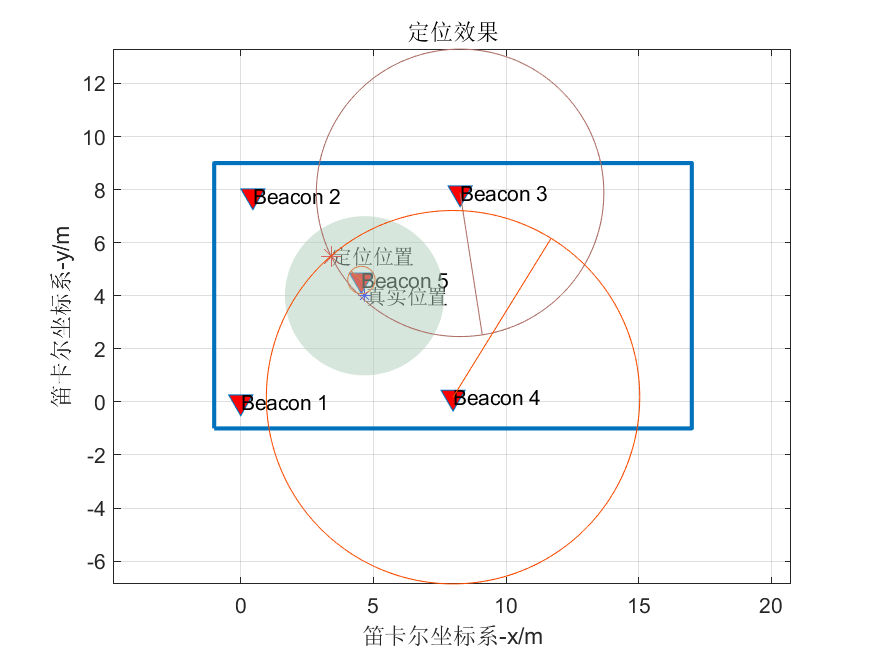 定位效果
12
10
8
6
4
2
0
-2
-4
-6
笛卡尔坐标系-y/m
Beacon 2
Beacon 3
定位位置
Beacon 5
真实位置
Beacon 1
Beacon 4
0 5 10 15 20
笛卡尔坐标系-x/m